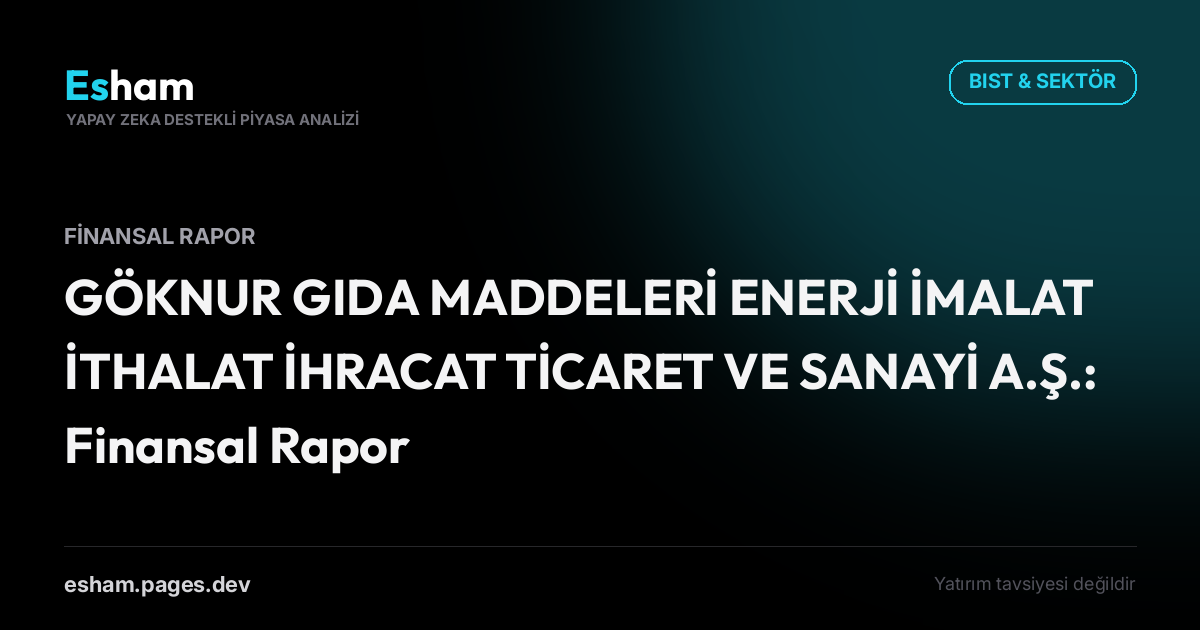 Esham
YAPAY ZEKA DESTEKLİ PİYASA ANALİZİ
BIST & SEKTÖR
FİNANSAL RAPOR
GÖKNUR GIDA MADDELERİ ENERJİ İMALAT
İTHALAT İHRACAT TİCARET VE SANAYİ A.Ş.:
Finansal Rapor
esham.pages.dev
Yatırım tavsiyesi değildir